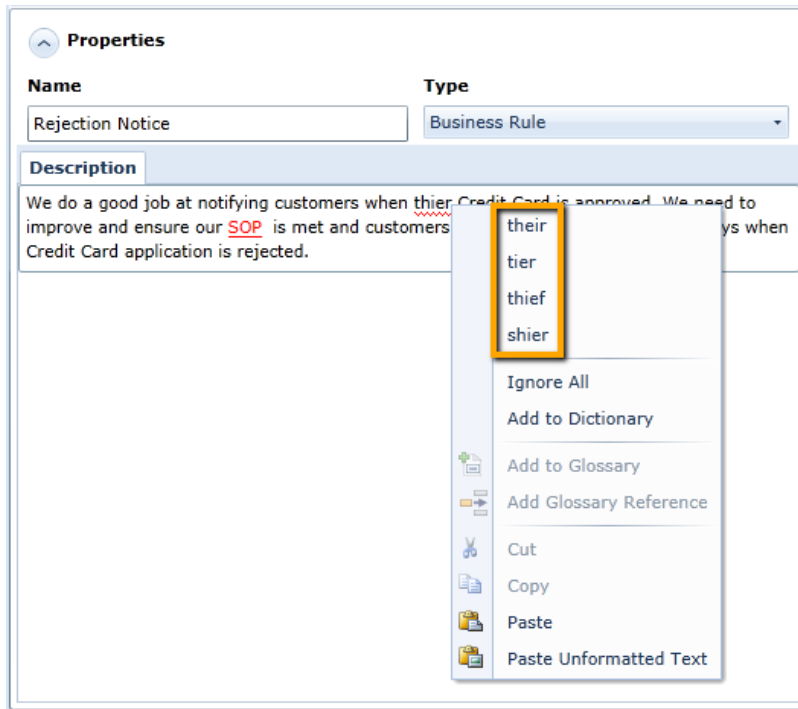 Properties
Name
Type
Rejection Notice
Business Rule
Description
We do a good job at notifying customers when thier Credit Card is approved. We need to
improve and ensure our SOP is met and customers ys when
Credit Card application is rejected.
their
tier
thief
shier
Ignore All
Add to Dictionary
Add to Glossary
Add Glossary Reference
Cut
Copy
Paste
Paste Unformatted Text